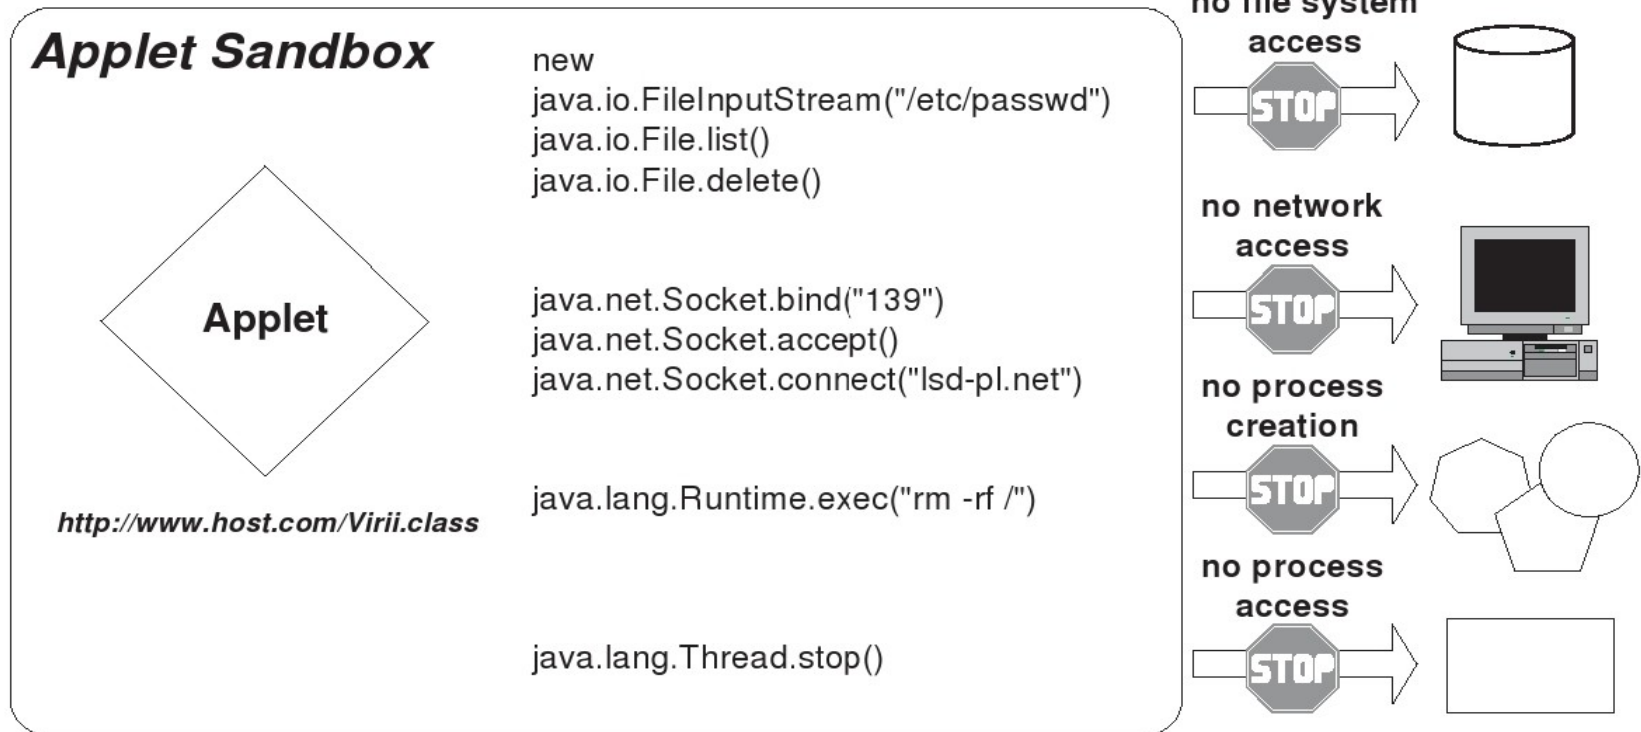 Applet Sandbox
new
java.io.FileInputStream("/etc/passwd")
java.io.File.list()
java.io.File.delete()
no file system
access
STOP
Applet
http://www.host.com/Virii.class
java.net.Socket.bind("139")
java.net.Socket.accept()
java.net.Socket.connect("lsd-pl.net")
no network
access
STOP
java.lang.Runtime.exec("rm -rf /")
no process
creation
STOP
java.lang.Thread.stop()
no process
access
STOP